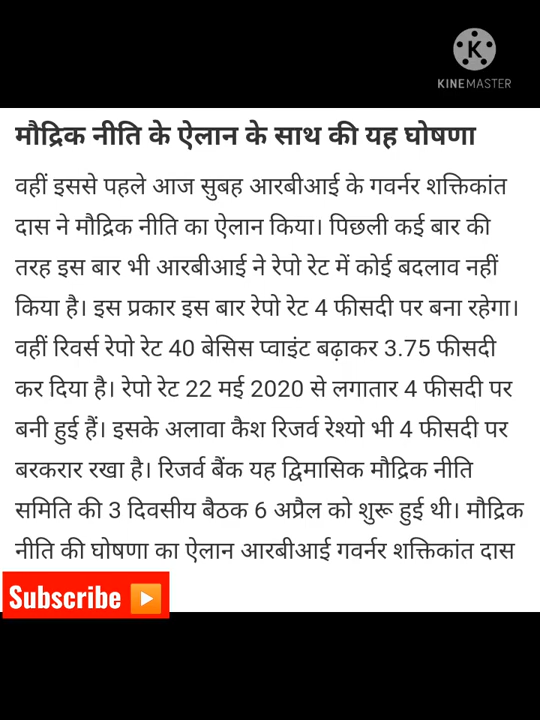 K
KINEMASTER
मौद्रिक नीति के ऐलान के साथ की यह घोषणा
वहीं इससे पहले आज सुबह आरबीआई के गवर्नर शक्तिकांत
दास ने मौद्रिक नीति का ऐलान किया। पिछली कई बार की
तरह इस बार भी आरबीआई ने रेपो रेट में कोई बदलाव नहीं
किया है। इस प्रकार इस बार रेपो रेट 4 फीसदी पर बना रहेगा।
वहीं रिवर्स रेपो रेट 40 बेसिस प्वाइंट बढ़ाकर 3.75 फीसदी
कर दिया है। रेपो रेट 22 मई 2020 से लगातार 4 फीसदी पर
बनी हुई हैं। इसके अलावा कैश रिजर्व रेश्यो भी 4 फीसदी पर
बरकरार रखा है। रिजर्व बैंक यह द्विमासिक मौद्रिक नीति
समिति की 3 दिवसीय बैठक 6 अप्रैल को शुरू हुई थी। मौद्रिक
नीति की घोषणा का ऐलान आरबीआई गवर्नर शक्तिकांत दास
Subscribe